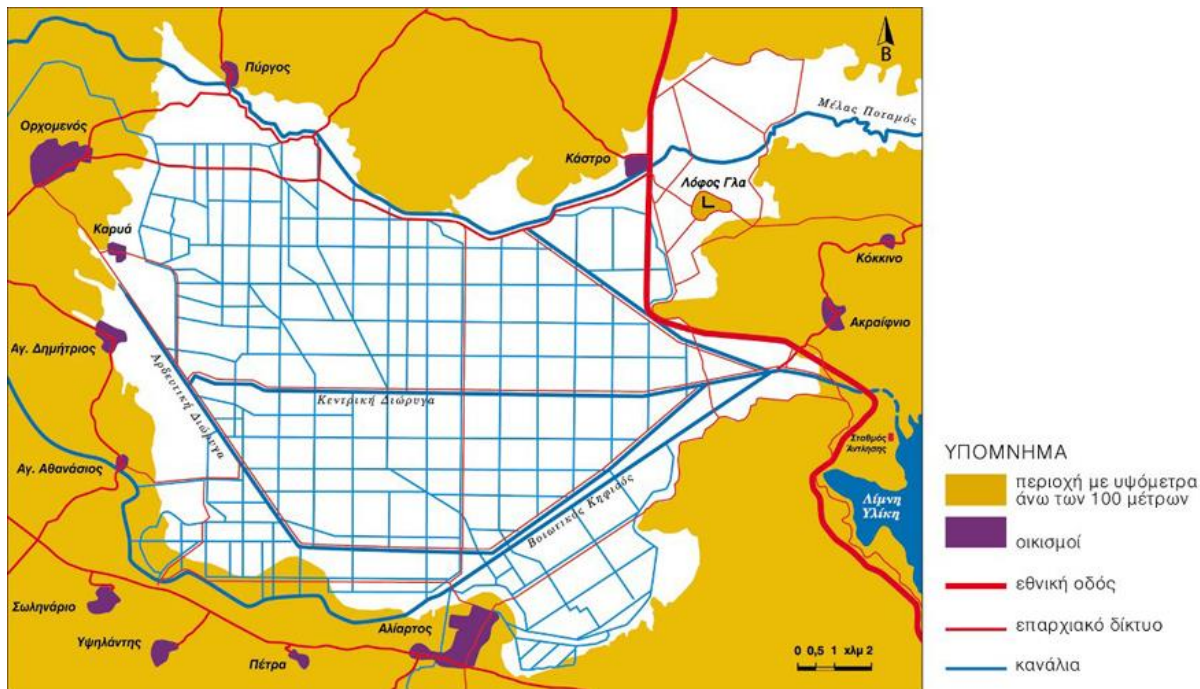 Πύργος
Β
Μέλας Ποταμός
Ορχομενός
Κάστρο
Λόφος Γλα
Καρυά
Κόκκινο
Ακραίφνιο
Αγ. Δημήτριος
Αρδευτική Διώρυγα
Κεντρική Διώρυγα
Σταθμός
Άντλησης
Αγ. Αθανάσιος
Βοιωτικός Κηφισός
Λίμνη
Υλίκη
Σωληνάριο
Υψηλάντης
Πέτρα
Αλίαρτος
0 0,5 1 χλμ 2
ΥΠΟΜΝΗΜΑ
περιοχή με υψόμετρα
άνω των 100 μέτρων
οικισμοί
εθνική οδός
επαρχιακό δίκτυο
κανάλια